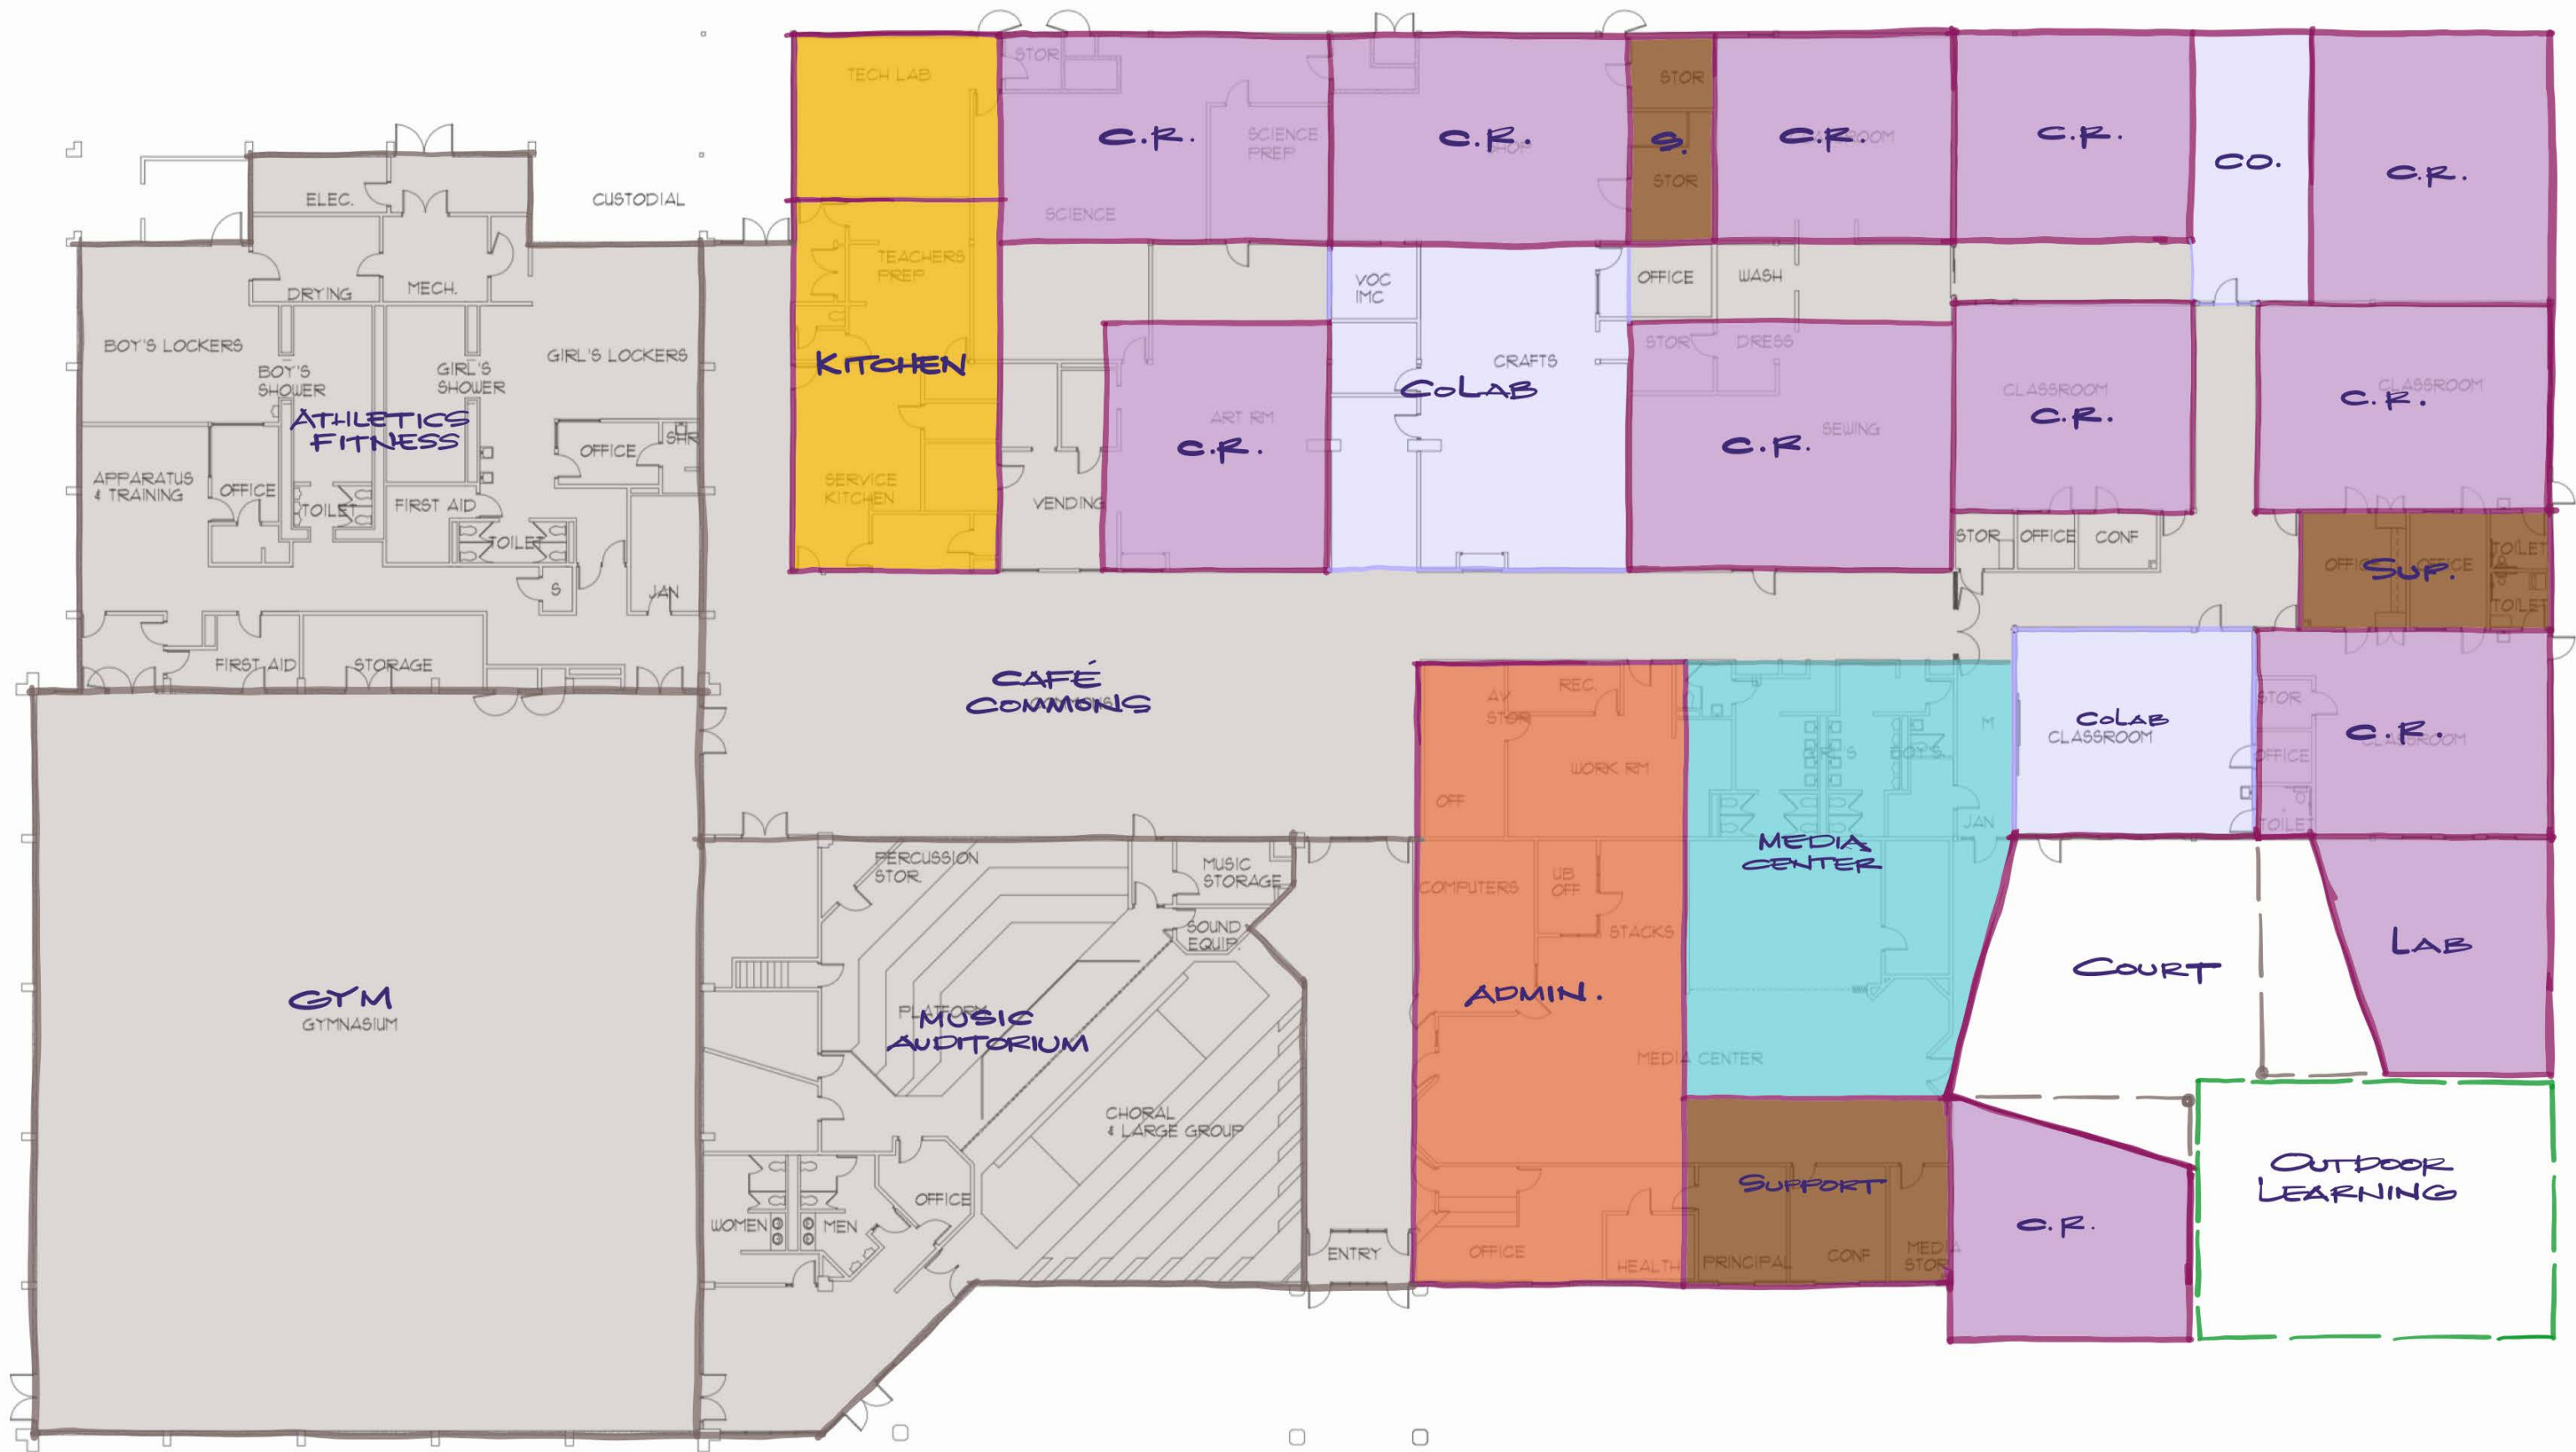 TECH LAB
STOR
SCIENCE
PREP
SCIENCE
C.R.
C.R.
SHOP
STOR
S.
STOR
C.R.
C.R.
CO.
C.R.
ELEC.
CUSTODIAL
DRYING
MECH.
TEACHERS
PREP
VOC
IMC
OFFICE
WASH
BOY'S LOCKERS
BOY'S
SHOWER
GIRL'S
SHOWER
GIRL'S LOCKERS
ATHLETICS
FITNESS
KITCHEN
ART RM
C.R.
CRAFTS
COLAB
STOR
DRESS
SEWING
C.R.
CLASSROOM
C.R.
CLASSROOM
C.R.
APPARATUS
& TRAINING
OFFICE
TOILET
FIRST AID
TOILET
OFFICE
SHR
S
JAN
SERVICE
KITCHEN
VENDING
STOR
OFFICE
CONF
OFFICE
SUP.
TOILET
TOILET
FIRST AID
STORAGE
CAFÉ
COMMONS
AV
STOR
REC.
WORK RM
OFF
M
JAN
MEDIA
CENTER
COLAB
CLASSROOM
STOR
OFFICE
TOILET
C.R.
CLASSROOM
PERCUSSION
STOR.
MUSIC
STORAGE
SOUND
EQUIP.
COMPUTERS
UB
OFF
STACKS
ADMIN.
MEDIA CENTER
COURT
LAB
GYM
GYMNASIUM
PLATFORM
MUSIC
AUDITORIUM
CHORAL
& LARGE GROUP
WOMEN
MEN
OFFICE
ENTRY
OFFICE
HEALTH
SUPPORT
PRINCIPAL
CONF
MEDIA
STOR
C.R.
OUTDOOR
LEARNING